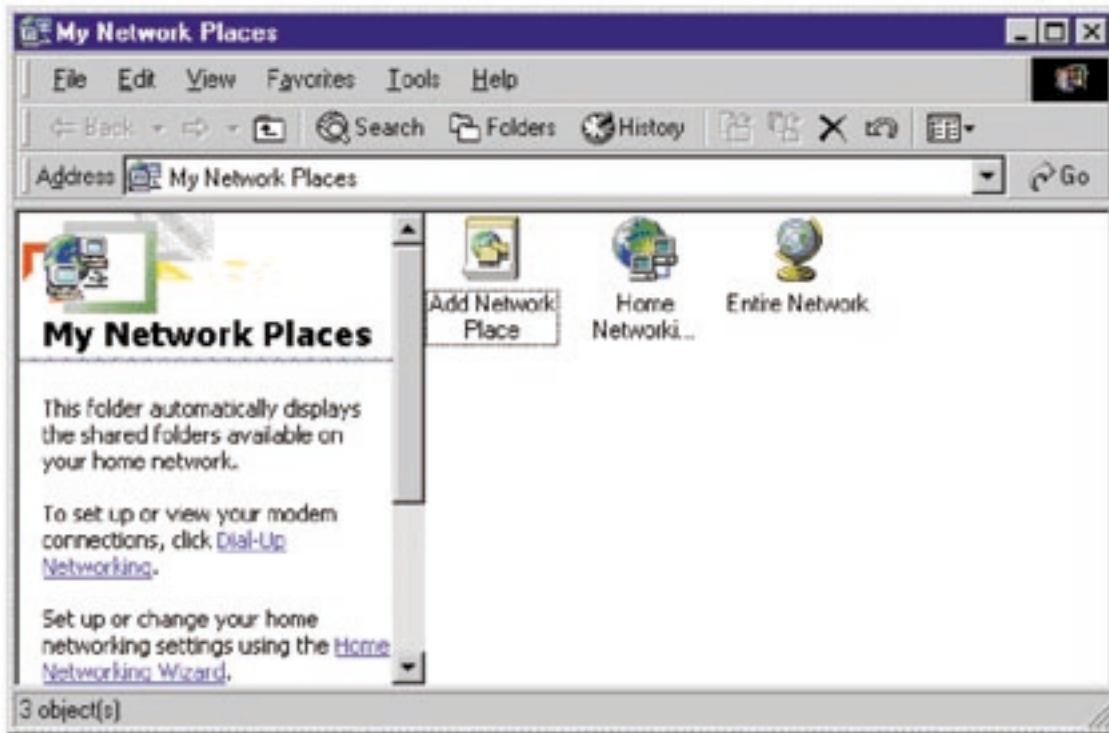 My Network Places
File Edit View Favorites Tools Help
Back Search Folders History
Address My Network Places Go
My Network Places
This folder automatically displays
the shared folders available on
your home network.
To set up or view your modem
connections, click Dial-Up
Networking.
Set up or change your home
networking settings using the Home
Networking Wizard.
Add Network
Place
Home
Networki...
Entire Network
3 object(s)